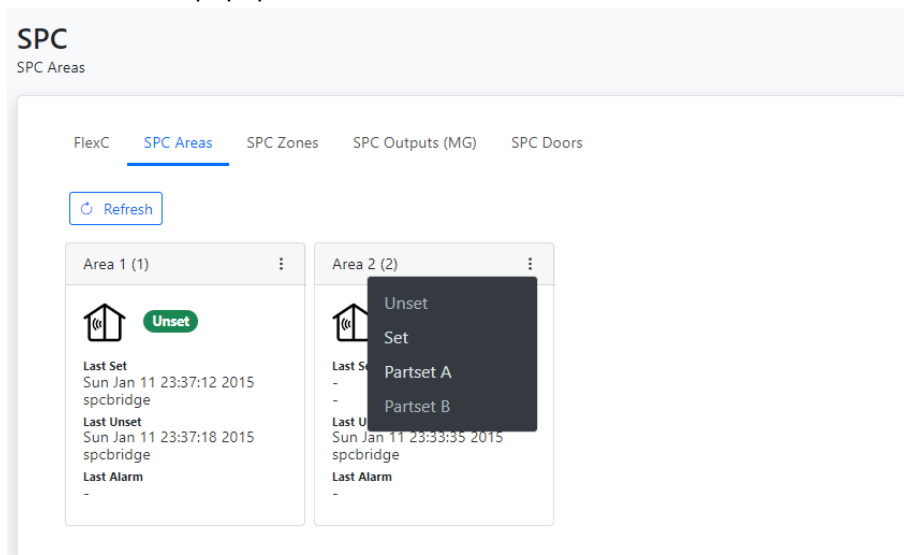 SPC
SPC Areas
FlexC SPC Areas SPC Zones SPC Outputs (MG) SPC Doors
Refresh
Area 1 (1)
Unset
Last Set
Sun Jan 11 23:37:12 2015
spcbridge
Last Unset
Sun Jan 11 23:37:18 2015
spcbridge
Last Alarm
-
Area 2 (2)
Unset
Set
Partset A
Partset B
Last Se
-
-
Last U
Sun Jan 11 23:33:35 2015
spcbridge
Last Alarm
-